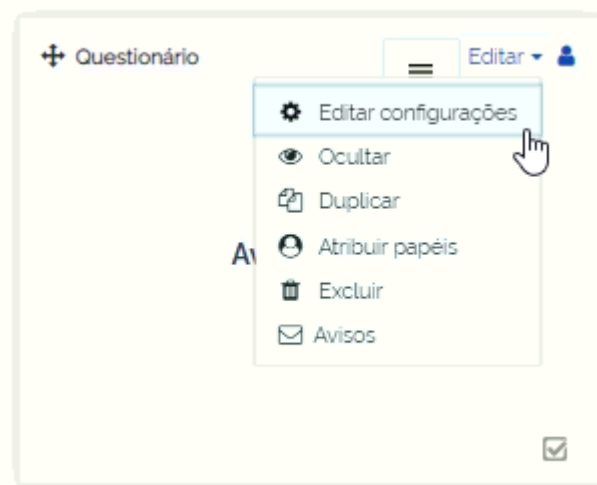 Questionário
Editar
Editar configurações
Ocultar
Duplicar
Atribuir papéis
Excluir
Avisos